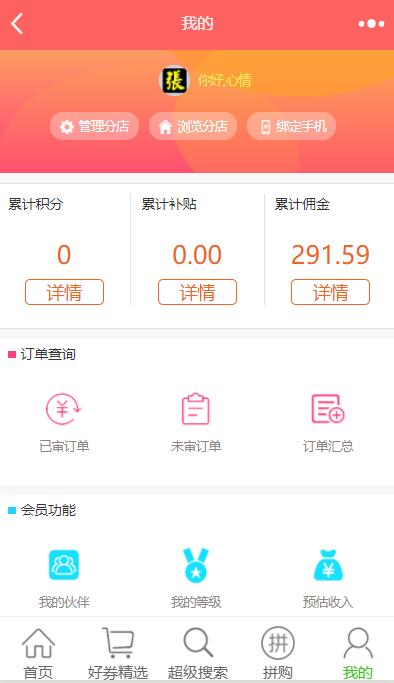 我的
張 你好,心情
管理分店 浏览分店 绑定手机
累计积分 累计补贴 累计佣金
0 0.00 291.59
详情 详情 详情
订单查询
已审订单 未审订单 订单汇总
会员功能
我的伙伴 我的等级 预估收入
拼
首页 好券精选 超级搜索 拼购 我的